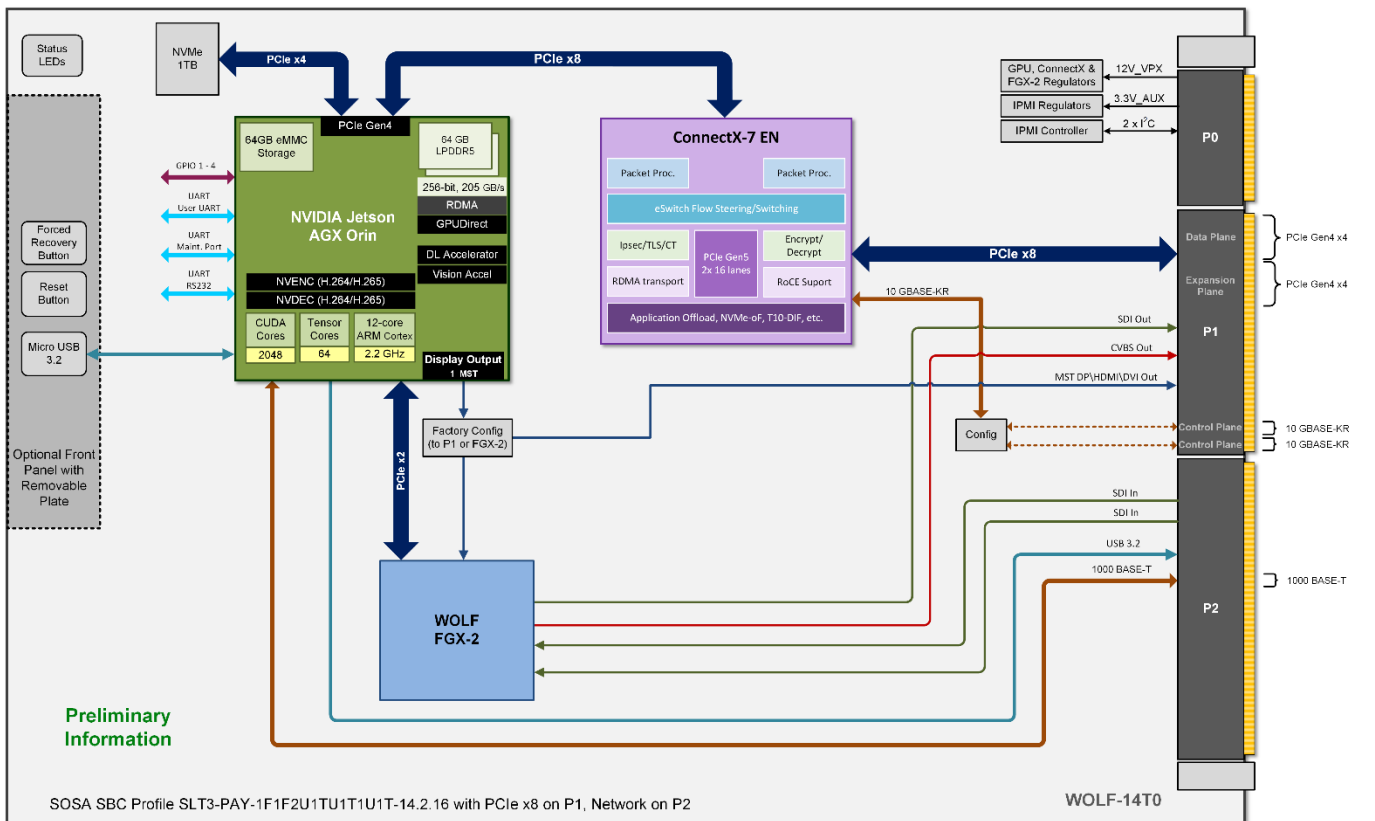 Status
LEDs
NVMe
1TB
PCIe x4
PCIe x8
GPU, ConnectX &
FGX-2 Regulators
12V_VPX
IPMI Regulators
3.3V_AUX
IPMI Controller
2 x I²C
P0
PCIe Gen4
64GB eMMC
Storage
64 GB
LPDDR5
256-bit, 205 GB/s
RDMA
GPUDirect
NVIDIA Jetson
AGX Orin
DL Accelerator
Vision Accel
NVENC (H.264/H.265)
NVDEC (H.264/H.265)
CUDA
Cores
2048
Tensor
Cores
64
12-core
ARM Cortex
2.2 GHz
Display Output
1 MST
GPIO 1 - 4
UART
User UART
UART
Maint. Port
UART
RS232
Forced
Recovery
Button
Reset
Button
Micro USB
3.2
Optional Front
Panel with
Removable
Plate
ConnectX-7 EN
Packet Proc.
Packet Proc.
eSwitch Flow Steering/Switching
Ipsec/TLS/CT
PCIe Gen5
2x 16 lanes
Encrypt/
Decrypt
RDMA transport
RoCE Suport
Application Offload, NVMe-oF, T10-DIF, etc.
PCIe x8
10 GBASE-KR
Data Plane
PCIe Gen4 x4
Expansion
Plane
PCIe Gen4 x4
P1
SDI Out
CVBS Out
MST DP\HDMI\DVI Out
Factory Config
(to P1 or FGX-2)
Config
Control Plane
10 GBASE-KR
Control Plane
10 GBASE-KR
PCIe x2
SDI In
SDI In
USB 3.2
1000 BASE-T
1000 BASE-T
P2
WOLF
FGX-2
Preliminary
Information
SOSA SBC Profile SLT3-PAY-1F1F2U1TU1T1U1T-14.2.16 with PCIe x8 on P1, Network on P2
WOLF-14T0